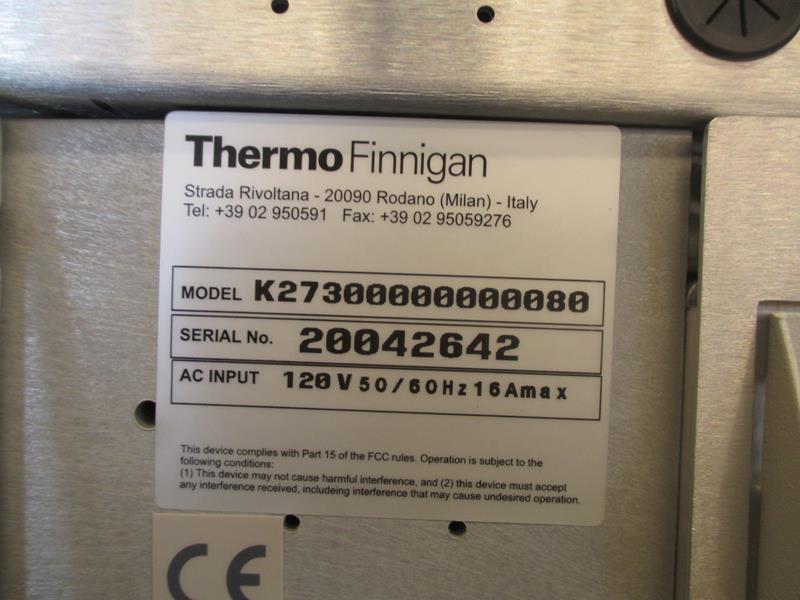 Thermo Finnigan
Strada Rivoltana - 20090 Rodano (Milan) - Italy
Tel: +39 02 950591 Fax: +39 02 95059276
MODEL K27300000000080
SERIAL No. 20042642
AC INPUT 120V 50/60Hz 16Amax
This device complies with Part 15 of the FCC rules. Operation is subject to the
following conditions:
(1) This device may not cause harmful interference, and (2) this device must accept
any interference received, includeing interference that may cause undesired operation.
CE